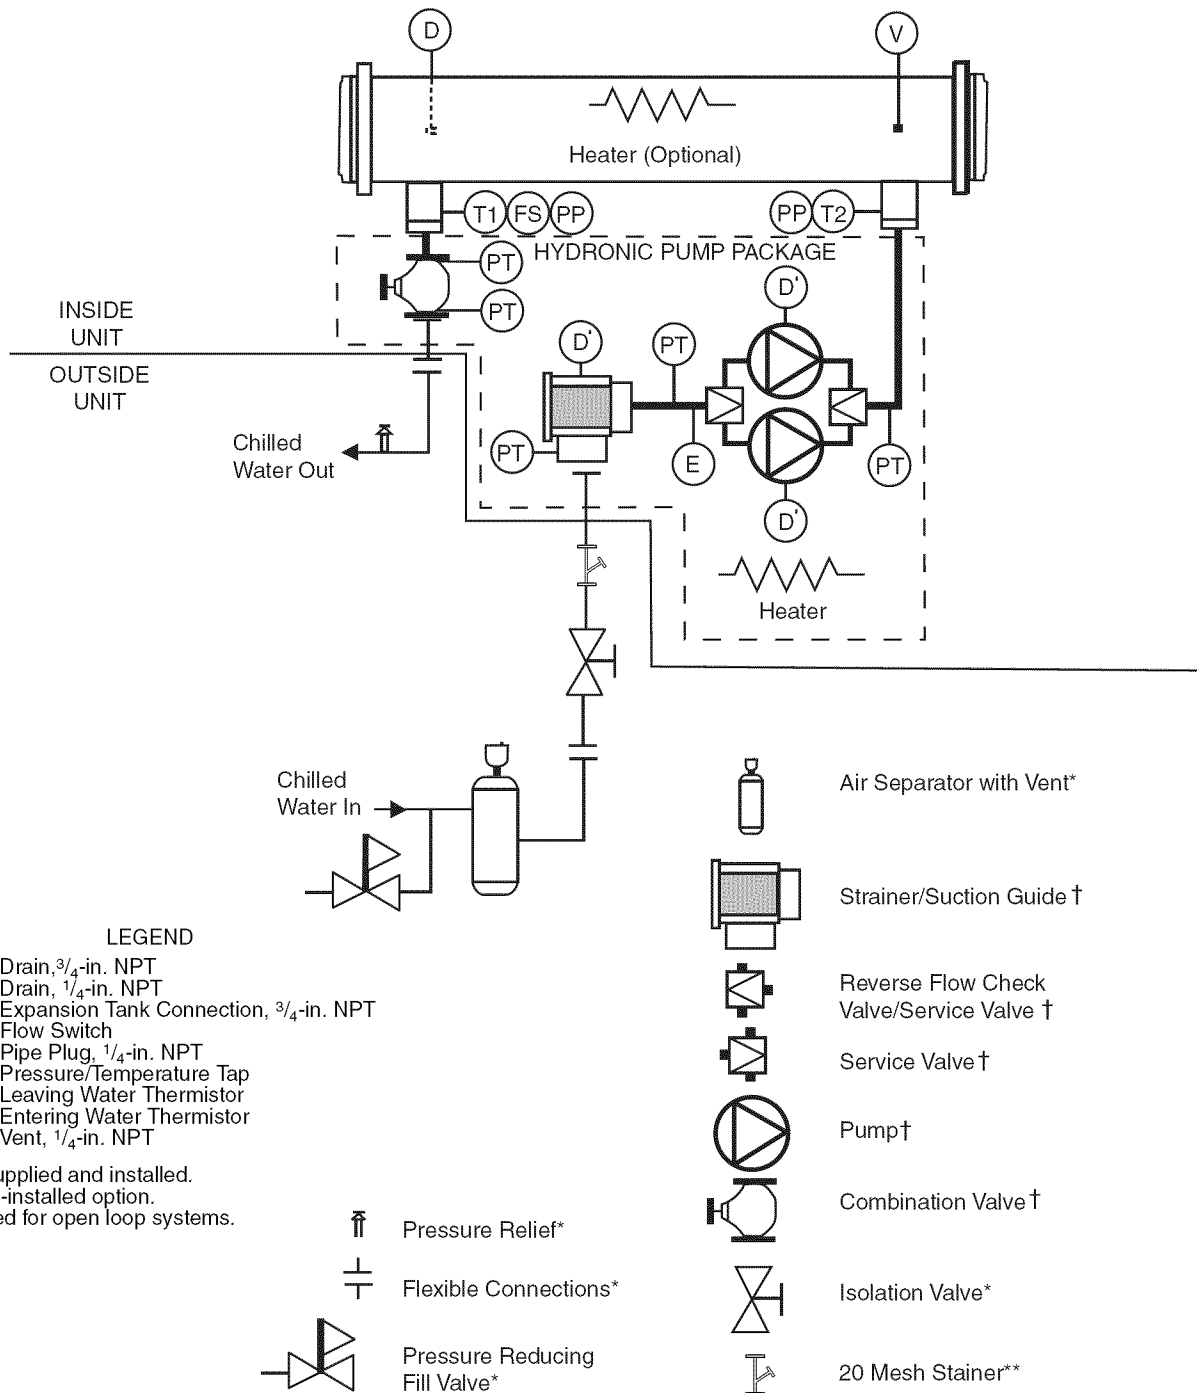 D
V
Heater (Optional)
T1 FS PP
PP T2
HYDRONIC PUMP PACKAGE
PT
D'
PT
INSIDE
UNIT
D'
PT
OUTSIDE
UNIT
Chilled
Water Out
PT
E
PT
D'
Heater
Chilled
Water In
Air Separator with Vent*
Strainer/Suction Guide †
LEGEND
Drain,3/4-in. NPT
Drain, 1/4-in. NPT
Expansion Tank Connection, 3/4-in. NPT
Flow Switch
Pipe Plug, 1/4-in. NPT
Pressure/Temperature Tap
Leaving Water Thermistor
Entering Water Thermistor
Vent, 1/4-in. NPT
and installed.
-installed option.
for open loop systems.
Reverse Flow Check
Valve/Service Valve †
Service Valve†
Pump†
Combination Valve†
Pressure Relief*
Flexible Connections*
Isolation Valve*
Pressure Reducing
Fill Valve*
20 Mesh Stainer**